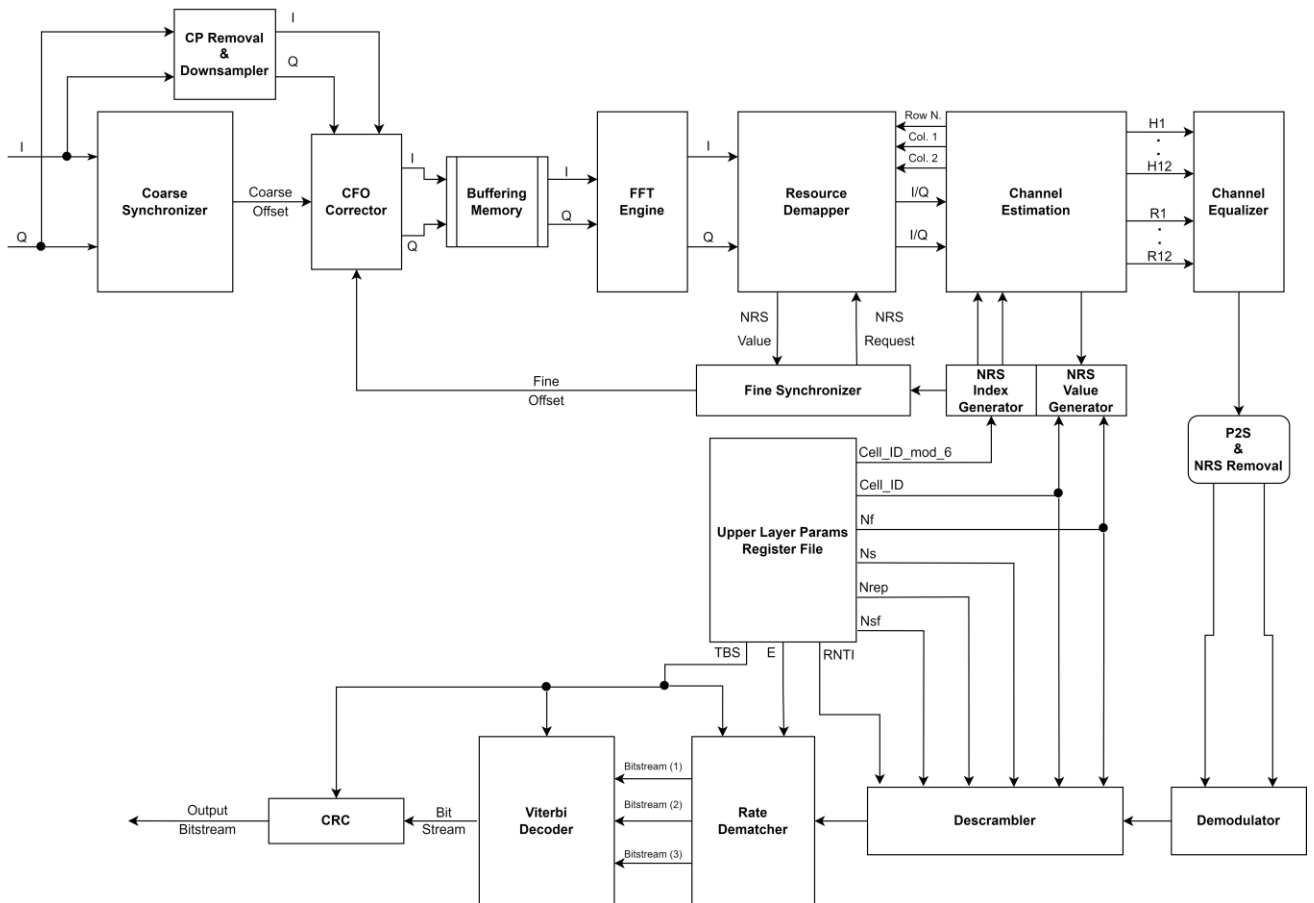 I
CP Removal
&
Downsampler
Q
I
Q
Coarse
Synchronizer
Coarse
Offset
CFO
Corrector
I
Q
Buffering
Memory
I
Q
FFT
Engine
I
Q
Resource
Demapper
Row N.
Col. 1
Col. 2
I/Q
I/Q
Channel
Estimation
H1
.
.
H12
R1
.
.
R12
Channel
Equalizer
NRS
Value
NRS
Request
Fine
Offset
Fine Synchronizer
NRS
Index
Generator
NRS
Value
Generator
P2S
&
NRS Removal
Upper Layer Params
Register File
Cell_ID_mod_6
Cell_ID
Nf
Ns
Nrep
Nsf
TBS
E
RNTI
Output
Bitstream
CRC
Bit
Stream
Viterbi
Decoder
Bitstream (1)
Bitstream (2)
Bitstream (3)
Rate
Dematcher
Descrambler
Demodulator